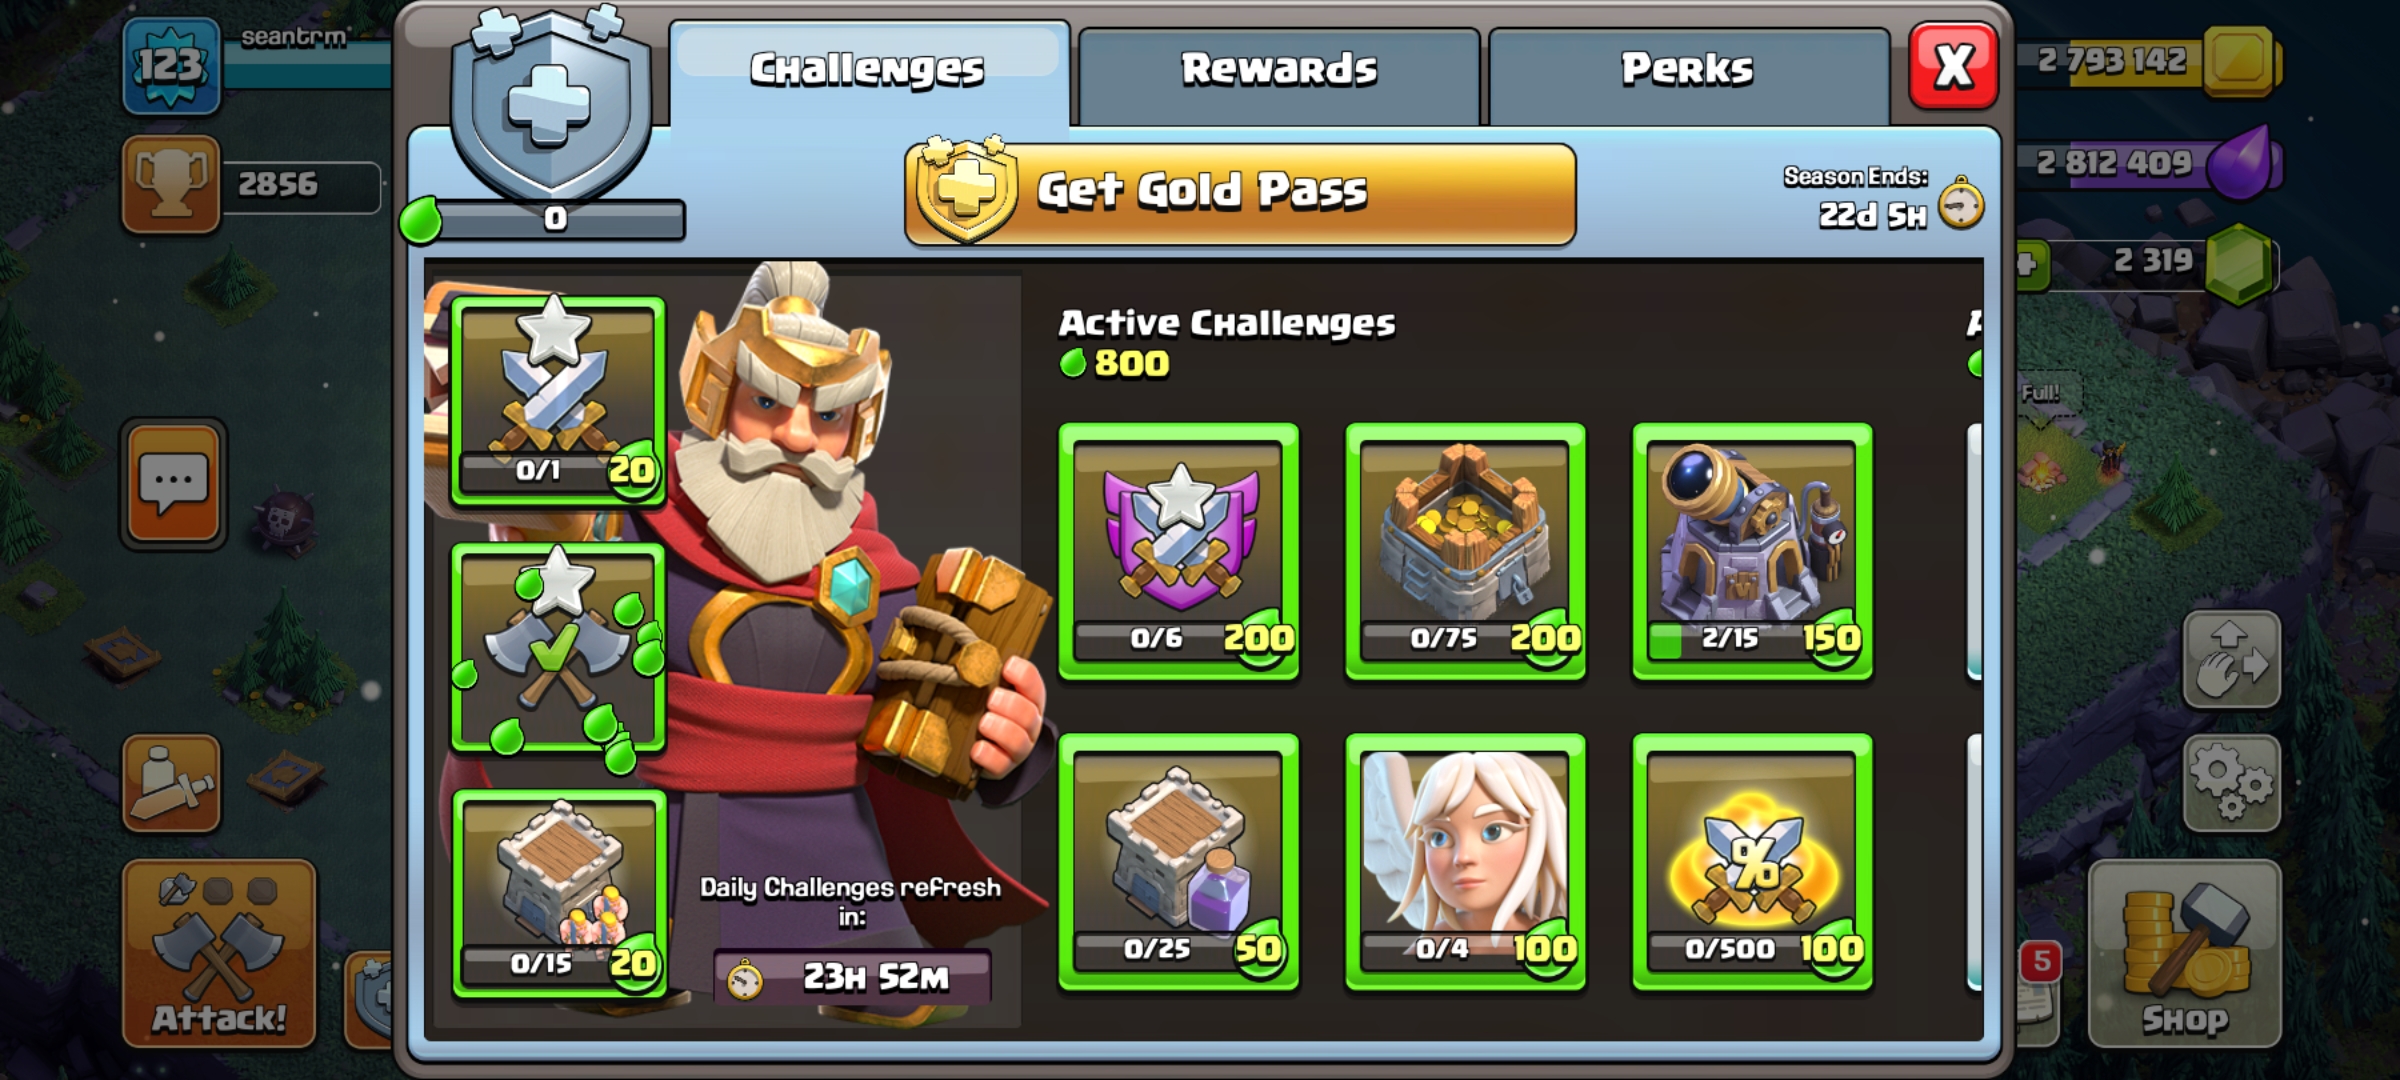 123
seantrm
2856
Challenges
Rewards
Perks
X
2 793 142
2 812 409
2 319
Get Gold Pass
Season Ends:
22d 5H
0
Full!
0/1
20
0/15
20
Daily Challenges refresh
in:
23H 52M
Active Challenges
800
0/6
200
0/75
200
2/15
150
0/25
50
0/4
100
%
0/500
100
Attack!
5
Shop